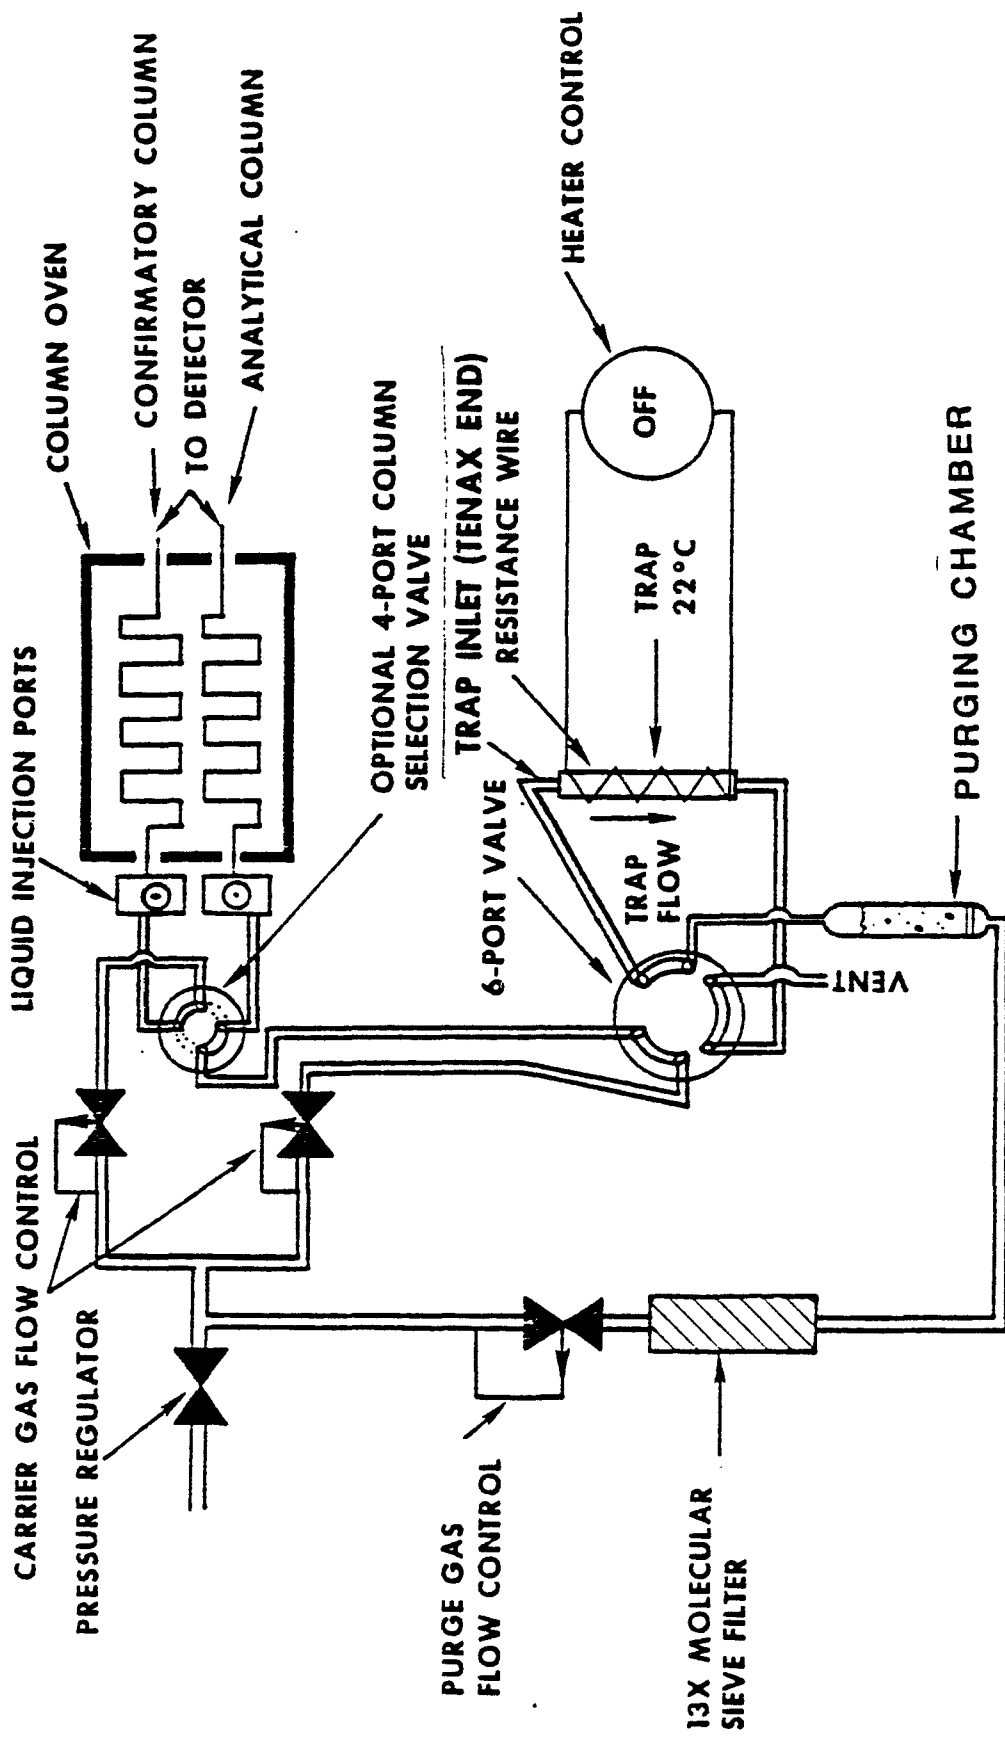 CARRIER GAS FLOW CONTROL
PRESSURE REGULATOR
LIQUID INJECTION PORTS
COLUMN OVEN
CONFIRMATORY COLUMN
TO DETECTOR
ANALYTICAL COLUMN
OPTIONAL 4-PORT COLUMN
SELECTION VALVE
TRAP INLET (TENAX END)
RESISTANCE WIRE
HEATER CONTROL
6-PORT VALVE
OFF
TRAP
22°C
TRAP
FLOW
VENT
PURGING CHAMBER
PURGE GAS
FLOW CONTROL
13X MOLECULAR
SIEVE FILTER